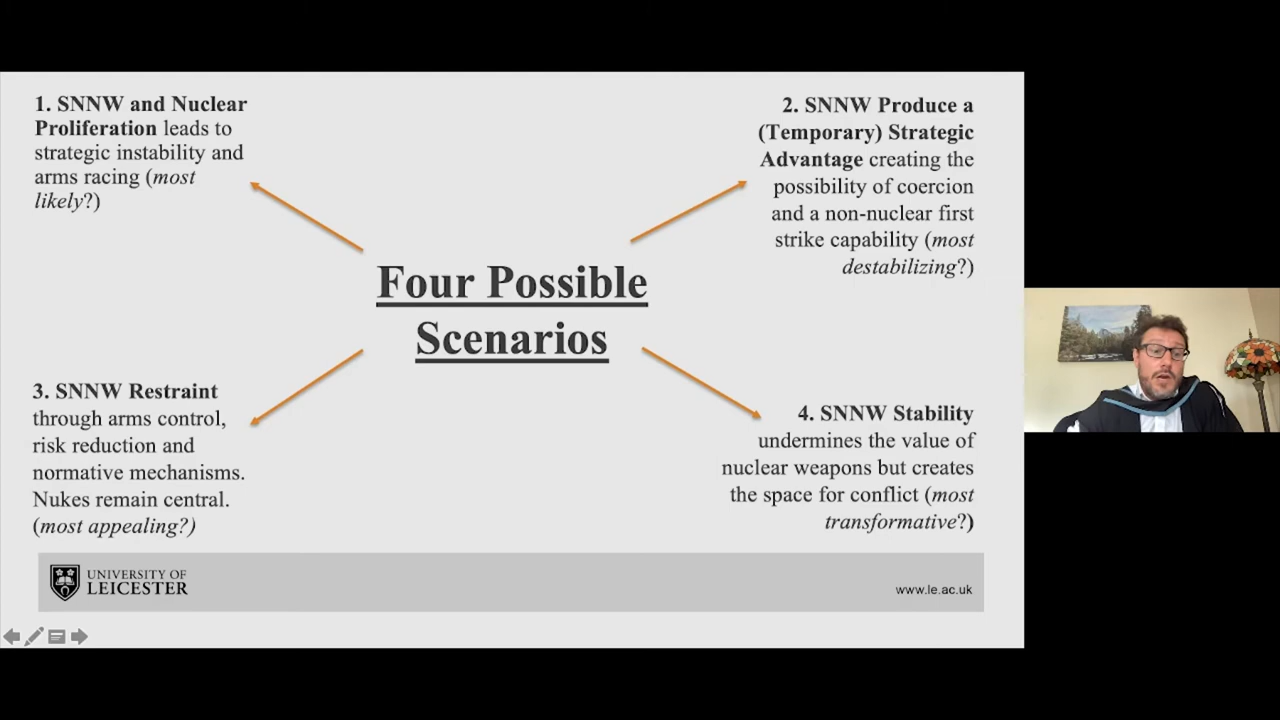 1. SNNW and Nuclear
Proliferation leads to
strategic instability and
arms racing (most
likely?)
2. SNNW Produce a
(Temporary) Strategic
Advantage creating the
possibility of coercion
and a non-nuclear first
strike capability (most
destabilizing?)
Four Possible
Scenarios
3. SNNW Restraint
through arms control,
risk reduction and
normative mechanisms.
Nukes remain central.
(most appealing?)
4. SNNW Stability
undermines the value of
nuclear weapons but creates
the space for conflict (most
transformative?)
UNIVERSITY OF
LEICESTER
www.le.ac.uk